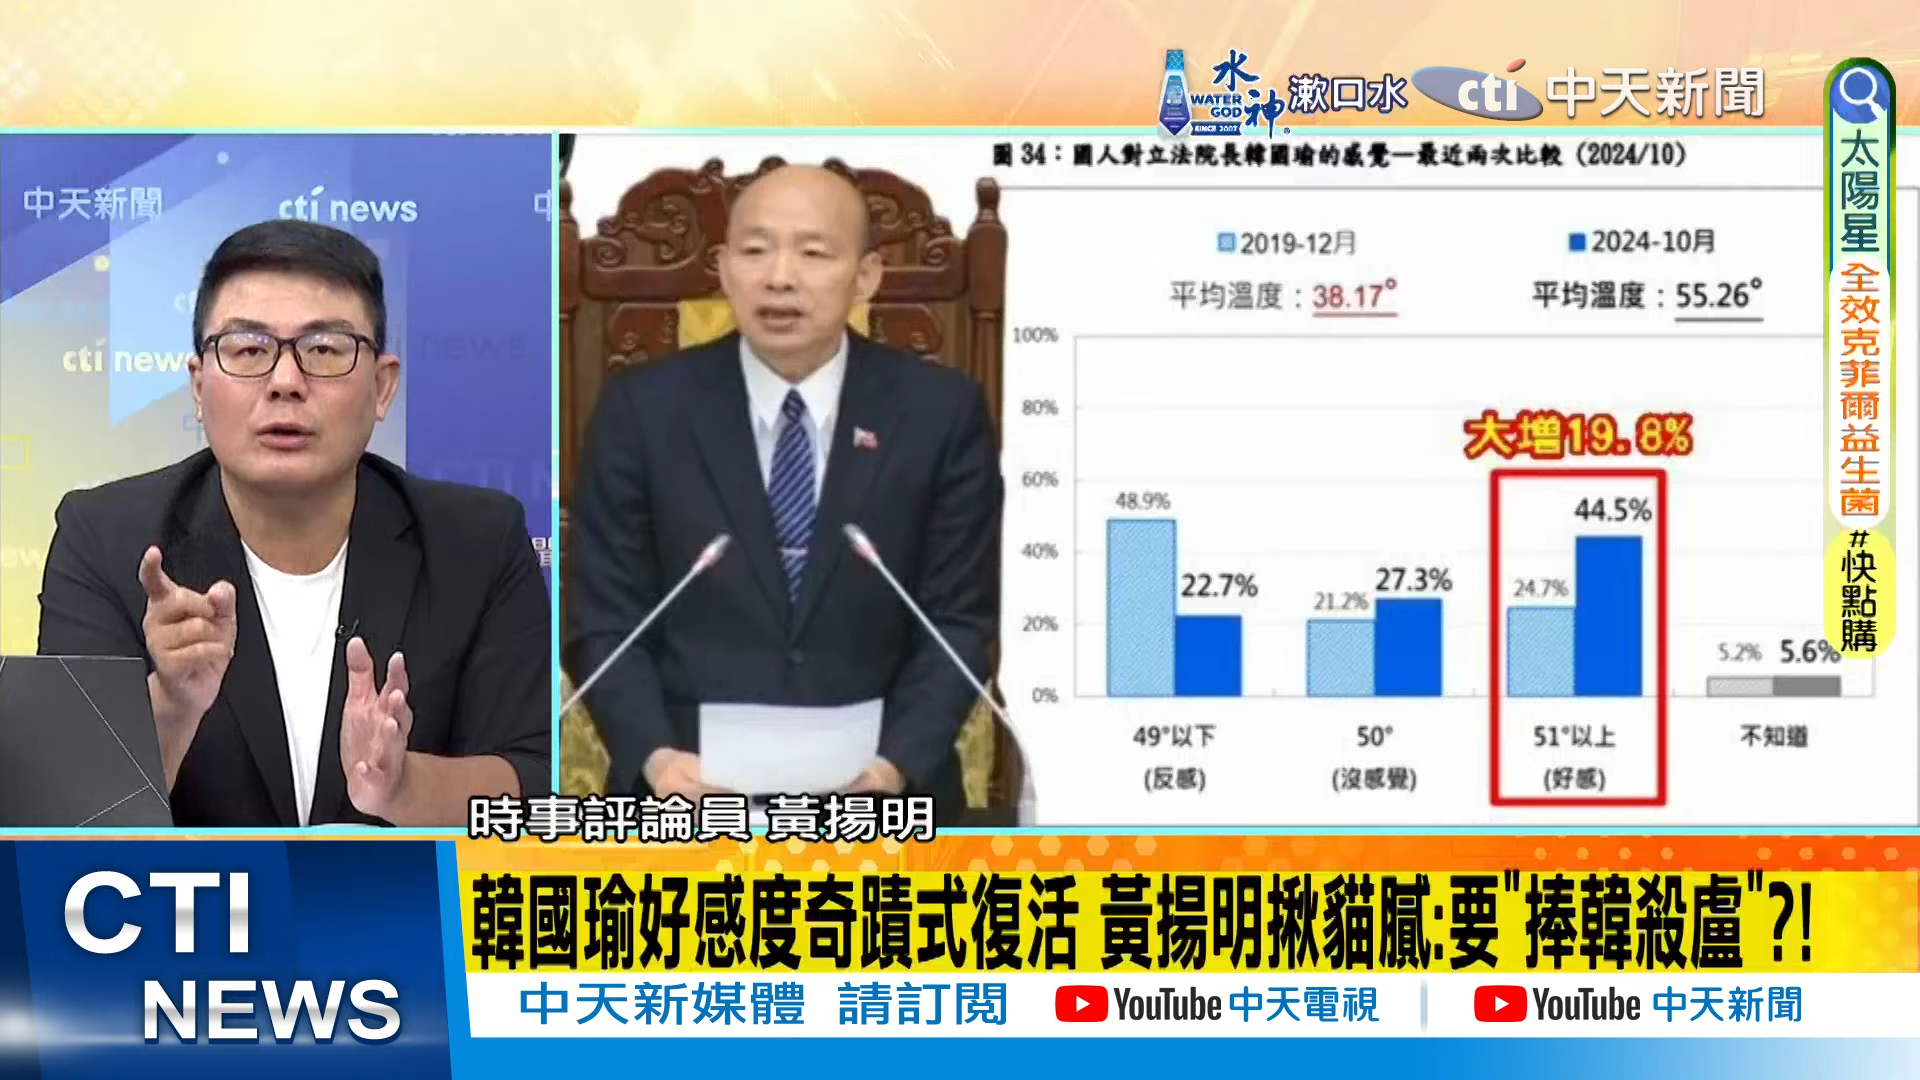 水神
WATER
GOD
SINCE 2007
漱口水
cti 中天新聞
太陽星
全效克菲爾益生菌
#快點購
中天新聞
cti news
cti news
圖 34：國人對立法院長韓國瑜的感覺—最近兩次比較 (2024/10)
2019-12月
2024-10月
平均溫度：38.17°
平均溫度：55.26°
100%
80%
60%
40%
20%
0%
大增19.8%
48.9%
22.7%
21.2%
27.3%
24.7%
44.5%
5.2%
5.6%
49°以下
(反感)
50°
(沒感覺)
51°以上
(好感)
不知道
時事評論員 黃揚明
CTI
NEWS
韓國瑜好感度奇蹟式復活 黃揚明揪貓膩:要"捧韓殺盧"?!
中天新媒體 請訂閱 YouTube 中天電視 | YouTube 中天新聞